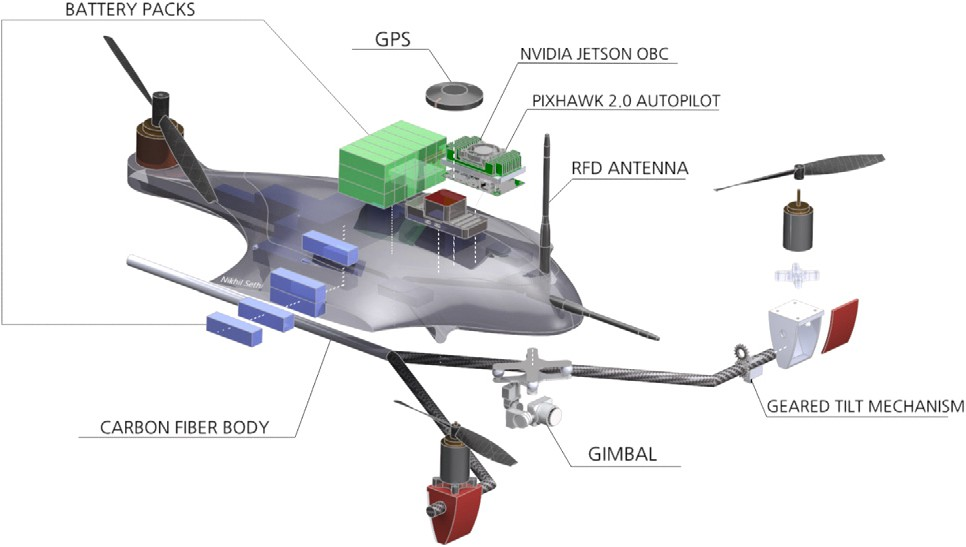 BATTERY PACKS
GPS
NVIDIA JETSON OBC
PIXHAWK 2.0 AUTOPILOT
RFD ANTENNA
Nikhil Sethi
GEARED TILT MECHANISM
CARBON FIBER BODY
GIMBAL